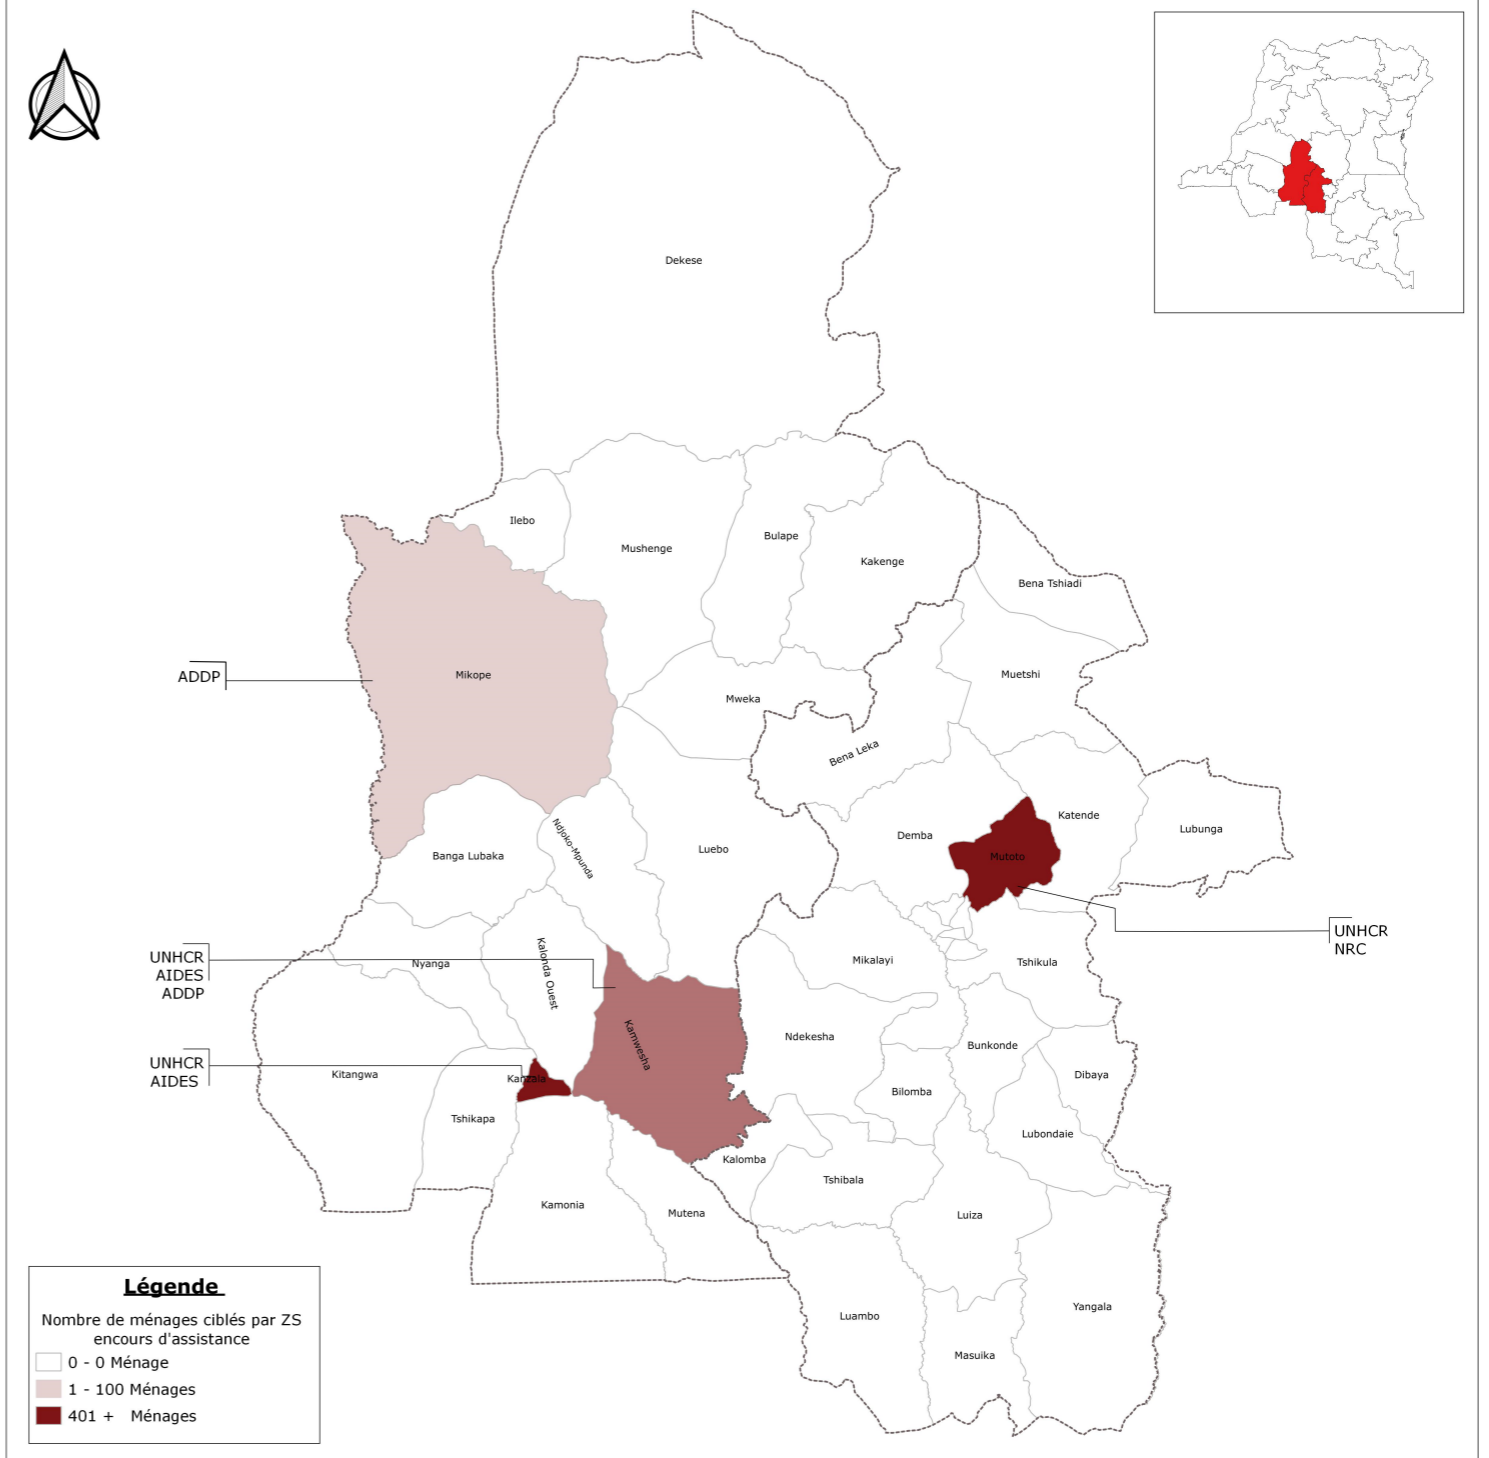 Dekese
Ilebo
Mushenge
Bulape
Kakenge
Bena Tshiadi
ADDP
Mikope
Mweka
Muetshi
Bena Leka
Banga Lubaka
Ndjoko-Mpunda
Luebo
Demba
Mutoto
Katende
Lubunga
UNHCR
NRC
UNHCR
AIDES
ADDP
Nyanga
Kalonda Ouest
Mikalayi
Tshikula
UNHCR
AIDES
Kitangwa
Kanzala
Kamwesha
Ndekesha
Bunkonde
Dibaya
Tshikapa
Bilomba
Lubondaie
Kalomba
Tshibala
Kamonia
Mutena
Luiza
Luambo
Yangala
Masuika
Légende
Nombre de ménages ciblés par ZS
encours d'assistance
0 - 0 Ménage
1 - 100 Ménages
401 + Ménages